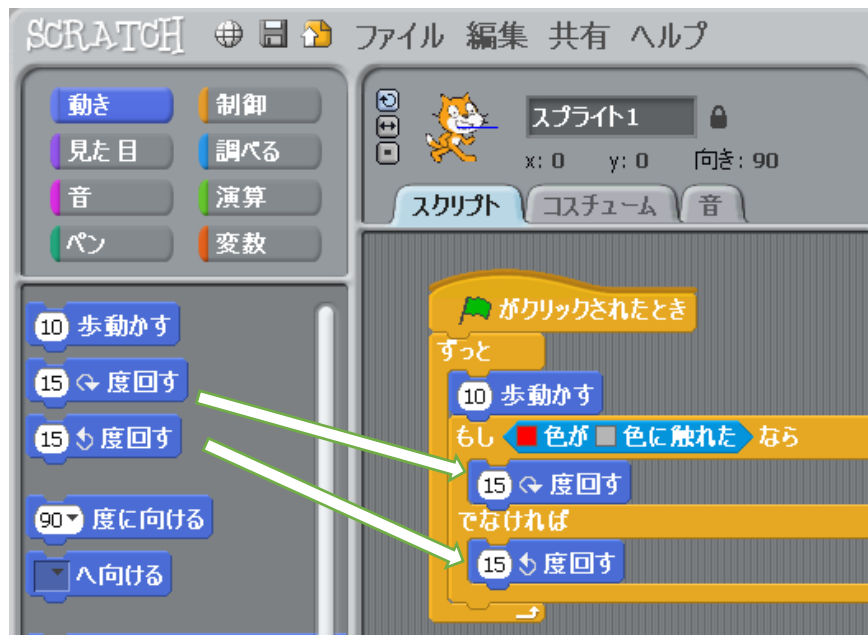 SCRATCH ファイル 編集 共有 ヘルプ
動き 制御
見た目 調べる
音 演算
ペン 変数
スプライト1
x: 0 y: 0 向き: 90
スクリプト コスチューム 音
10 歩動かす
15 度回す
15 度回す
90 度に向ける
へ向ける
がクリックされたとき
ずっと
10 歩動かす
もし 色が 色に触れた なら
15 度回す
でなければ
15 度回す